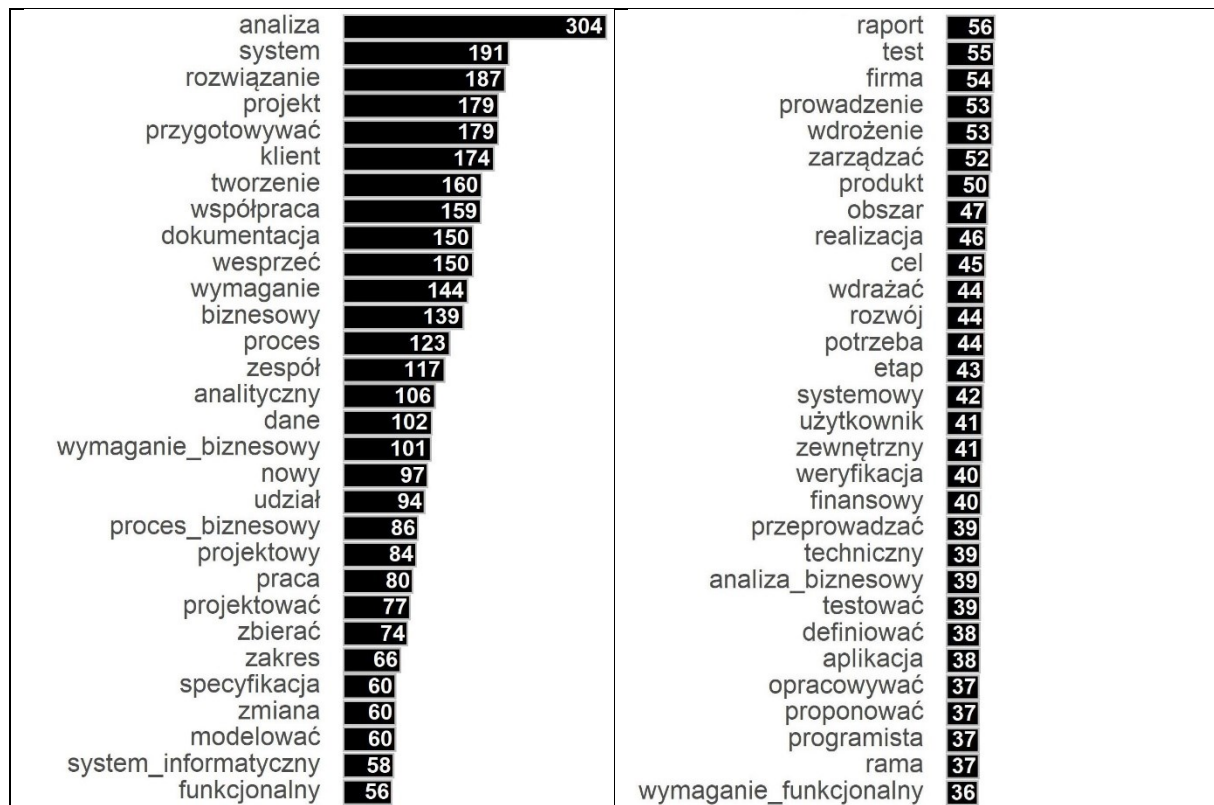 analiza 304
system 191
rozwiązanie 187
projekt 179
przygotowywać 179
klient 174
tworzenie 160
współpraca 159
dokumentacja 150
wesprzeć 150
wymaganie 144
biznesowy 139
proces 123
zespół 117
analityczny 106
dane 102
wymaganie_biznesowy 101
nowy 97
udział 94
proces_biznesowy 86
projektowy 84
praca 80
projektować 77
zbierać 74
zakres 66
specyfikacja 60
zmiana 60
modelować 60
system_informatyczny 58
funkcjonalny 56
raport 56
test 55
firma 54
prowadzenie 53
wdrożenie 53
zarządzać 52
produkt 50
obszar 47
realizacja 46
cel 45
wdrażać 44
rozwój 44
potrzeba 44
etap 43
systemowy 42
użytkownik 41
zewnętrzny 41
weryfikacja 40
finansowy 40
przeprowadzać 39
techniczny 39
analiza_biznesowy 39
testować 39
definiować 38
aplikacja 38
opracowywać 37
proponować 37
programista 37
rama 37
wymaganie_funkcjonalny 36